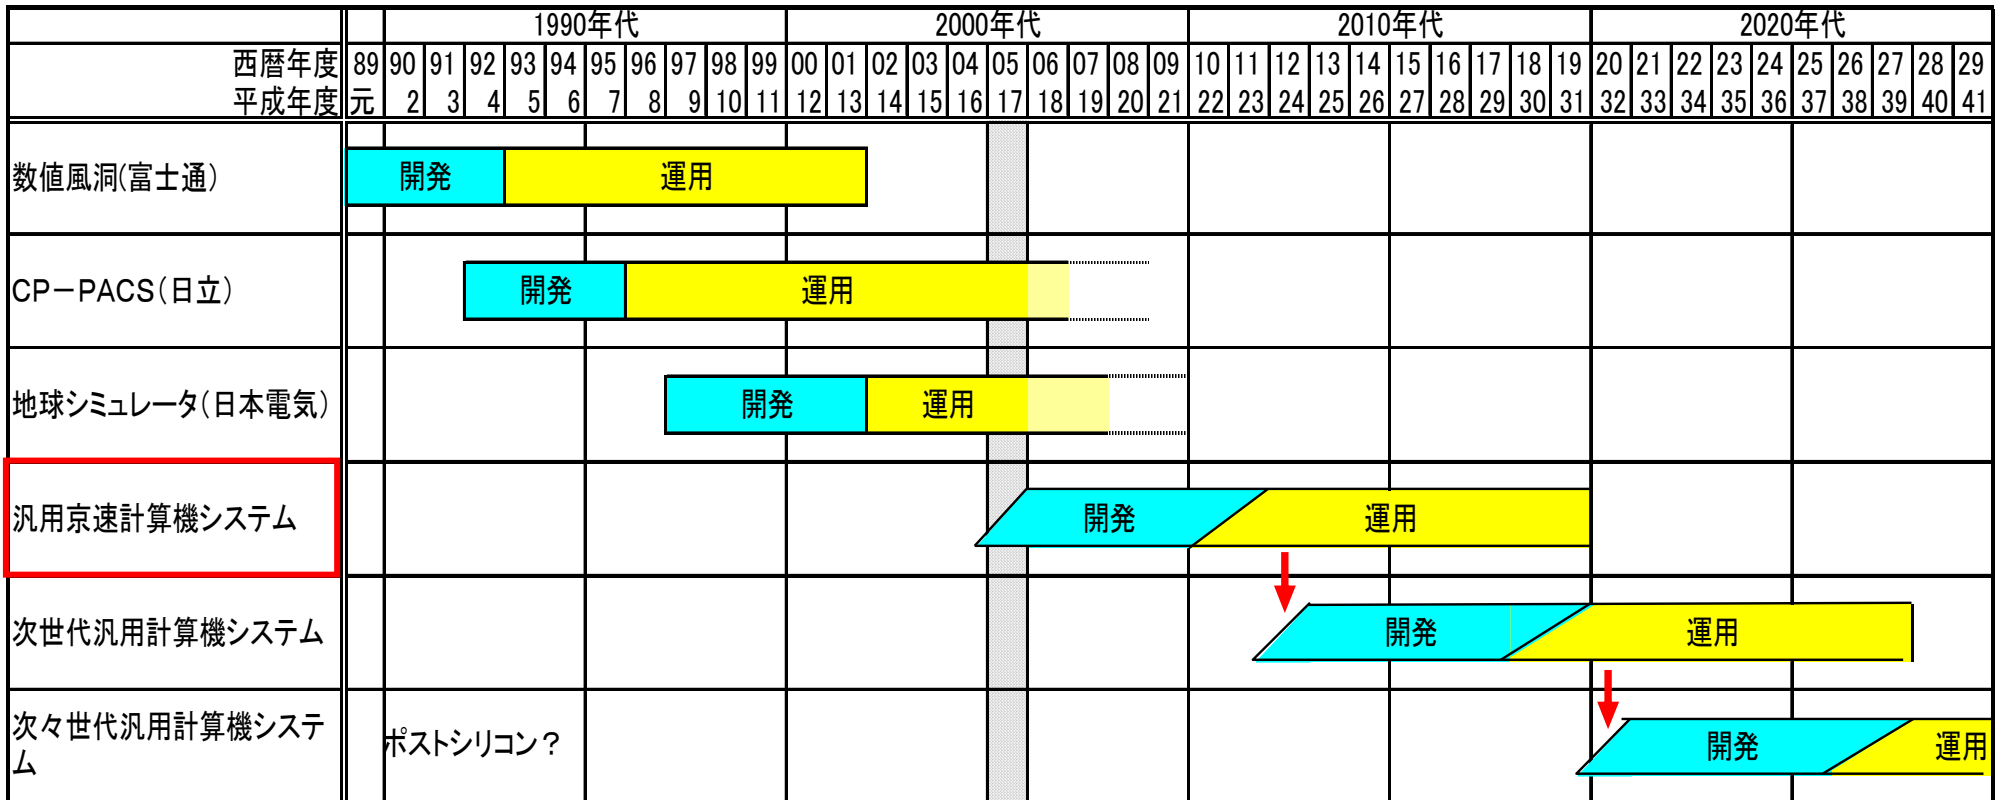 1990年代 2000年代 2010年代 2020年代
西暦年度 89 90 91 92 93 94 95 96 97 98 99 00 01 02 03 04 05 06 07 08 09 10 11 12 13 14 15 16 17 18 19 20 21 22 23 24 25 26 27 28 29
平成年度 元 2 3 4 5 6 7 8 9 10 11 12 13 14 15 16 17 18 19 20 21 22 23 24 25 26 27 28 29 30 31 32 33 34 35 36 37 38 39 40 41
数値風洞(富士通) 開発 運用
CP－PACS(日立) 開発 運用
地球シミュレータ(日本電気) 開発 運用
汎用京速計算機システム 開発 運用
次世代汎用計算機システム 開発 運用
次々世代汎用計算機システ
ム
ポストシリコン？ 開発 運用